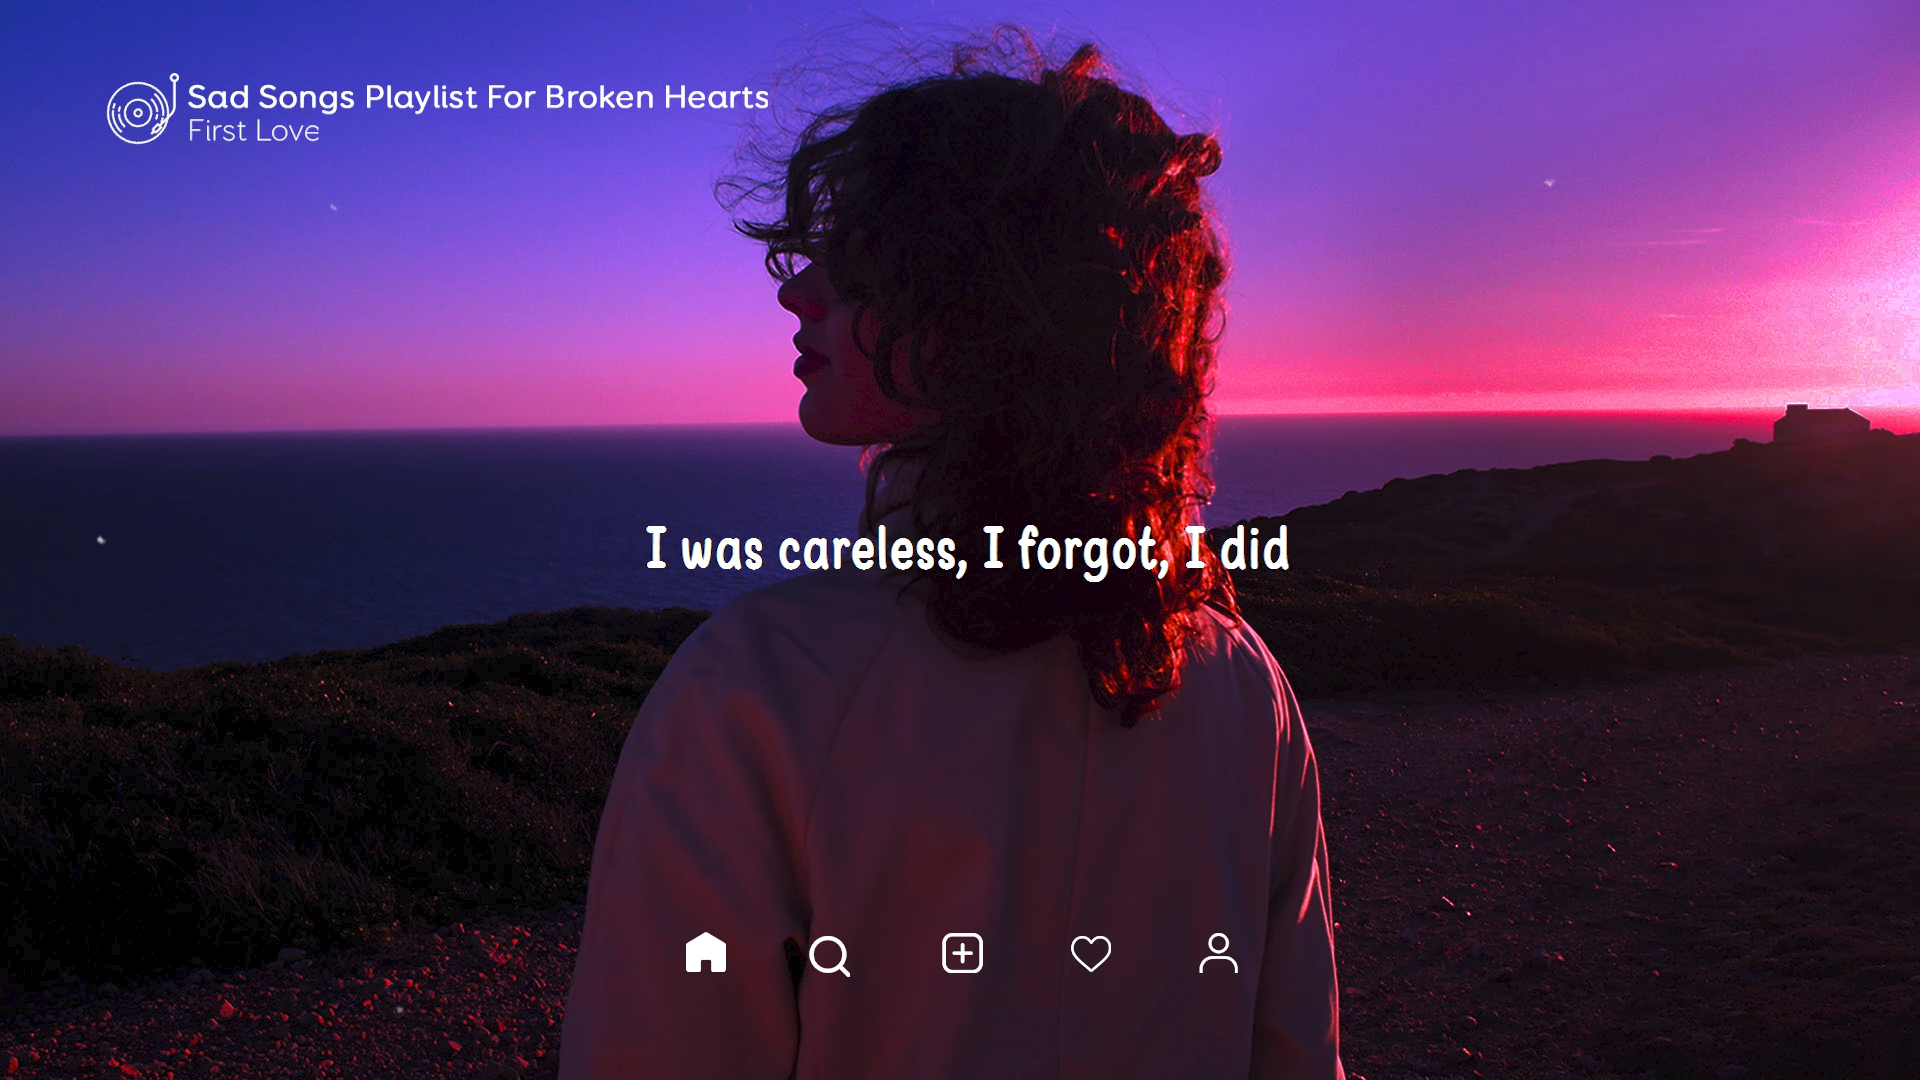 Sad Songs Playlist For Broken Hearts
First Love
I was careless, I forgot, I did